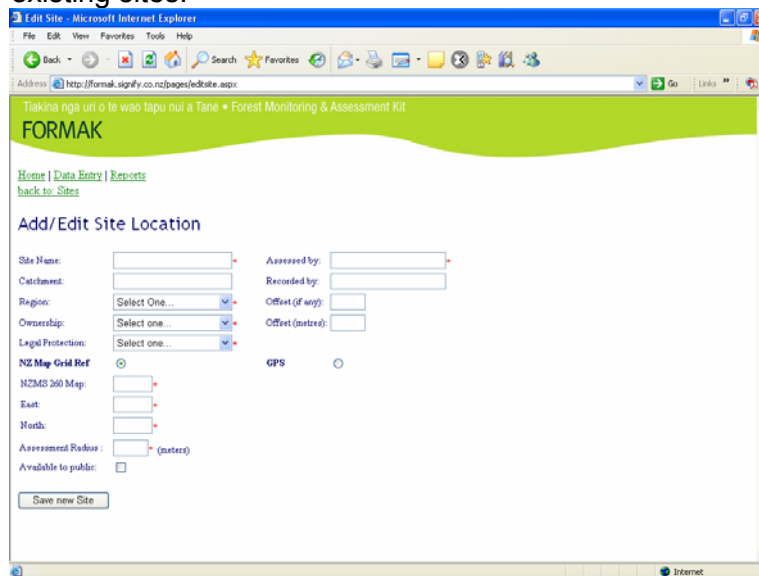 existing sites.
Edit Site - Microsoft Internet Explorer
File Edit View Favorites Tools Help
Back Search Favorites
Address http://formak.signify.co.nz/pages/editsite.aspx Go Links »
Tiakina nga uri o te wao tapu nui a Tane • Forest Monitoring & Assessment Kit
FORMAK
Home | Data Entry | Reports
back to: Sites
Add/Edit Site Location
Site Name: * Assessed by: *
Catchment: Recorded by:
Region: Select One... * Offset (if any):
Ownership: Select one... * Offset (metres):
Legal Protection: Select one... *
NZ Map Grid Ref GPS
NZMS 260 Map: *
East: *
North: *
Assessment Radius : * (meters)
Available to public:
Save new Site
Internet